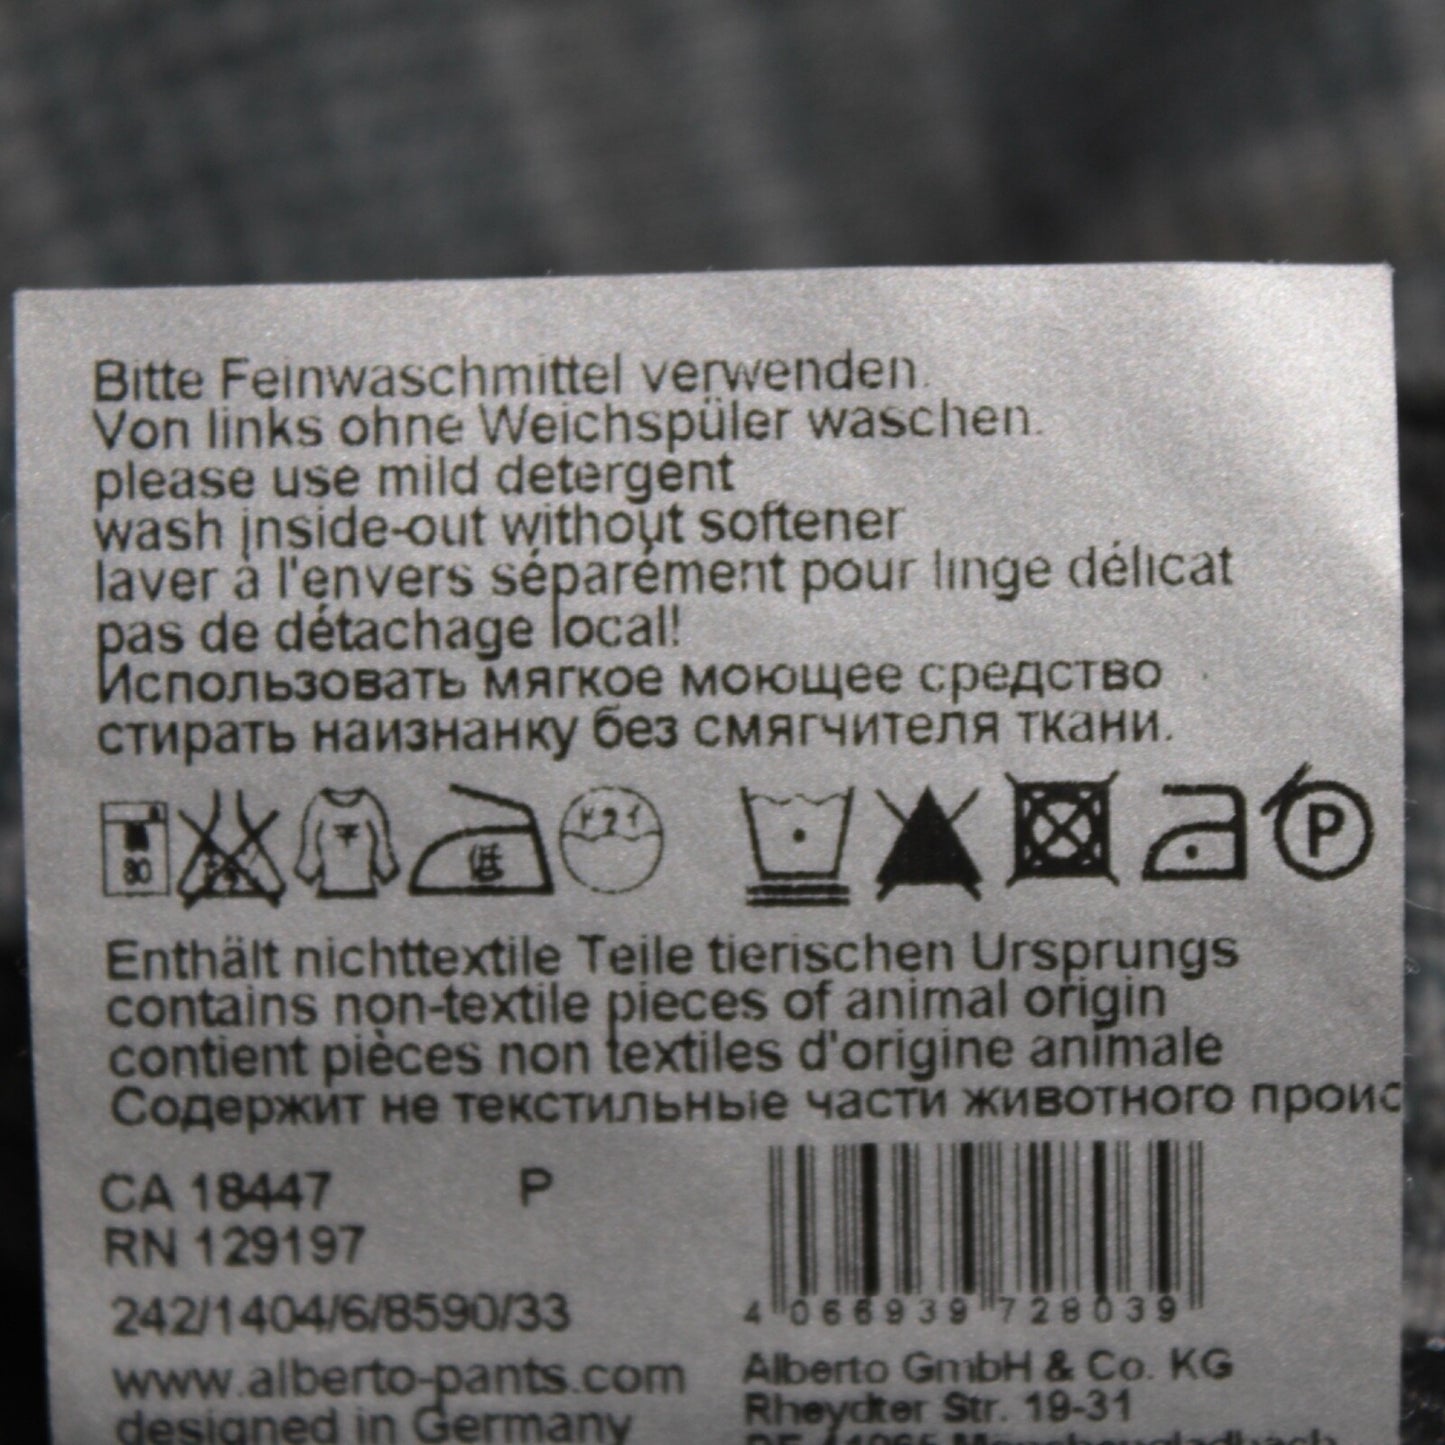 Bitte Feinwaschmittel verwenden.
Von links ohne Weichspüler waschen.
please use mild detergent
wash inside-out without softener
laver à l'envers séparément pour linge délicat
pas de détachage local!
Использовать мягкое моющее средство
стирать наизнанку без смягчителя ткани.
P
Enthält nichttextile Teile tierischen Ursprungs
contains non-textile pieces of animal origin
contient pièces non textiles d'origine animale
Содержит не текстильные части животного проис
CA 18447 P
RN 129197
242/1404/6/8590/33
4 066939 728039
www.alberto-pants.com
designed in Germany
Alberto GmbH & Co. KG
Rheydter Str. 19-31